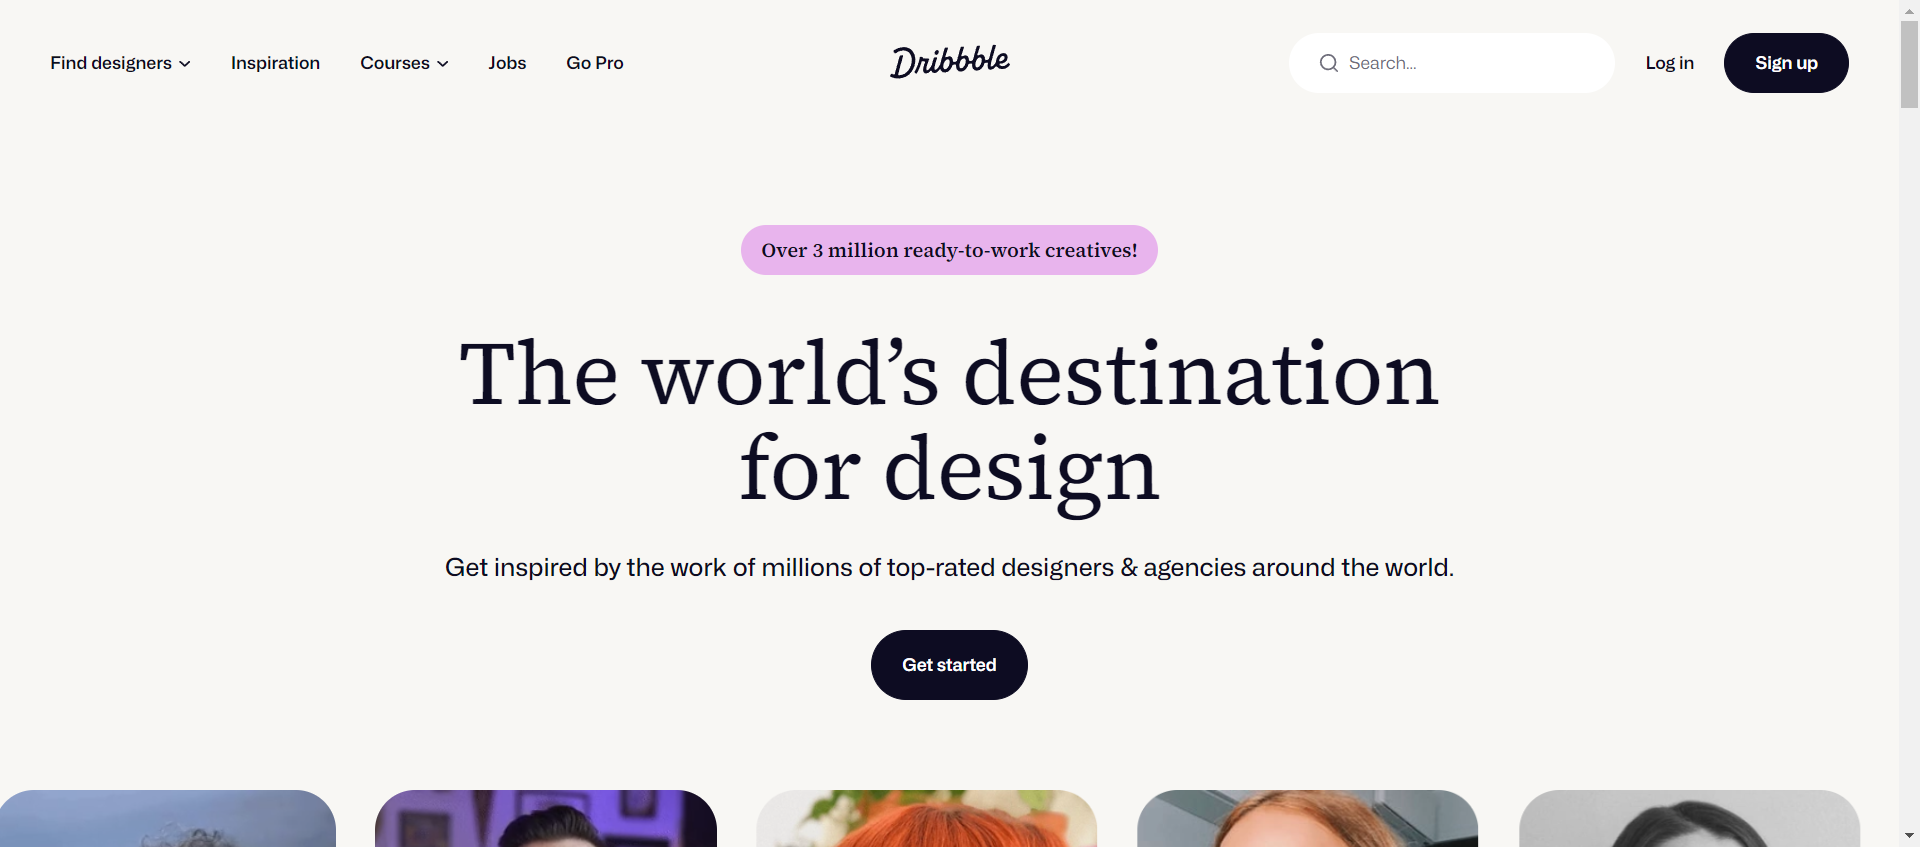 Find designers
Inspiration
Courses
Jobs
Go Pro
Dribbble
Search...
Log in
Sign up
Over 3 million ready-to-work creatives!
The world’s destination
for design
Get inspired by the work of millions of top-rated designers & agencies around the world.
Get started